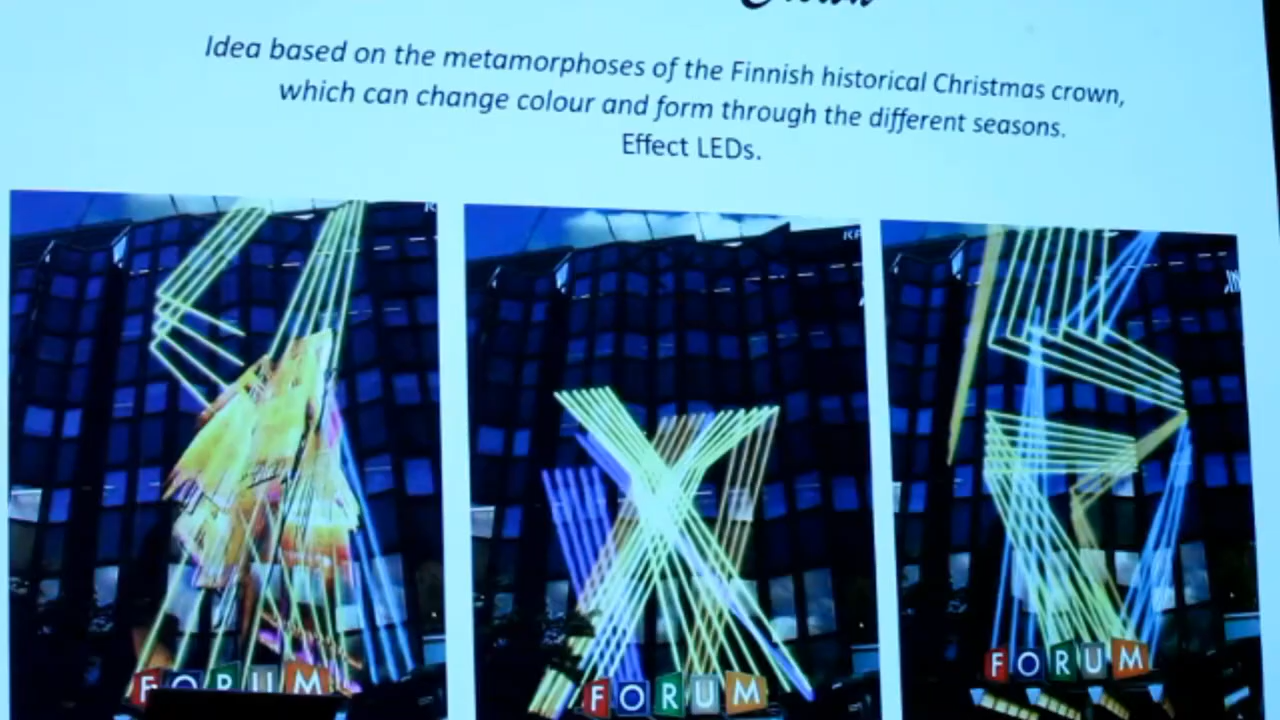 Idea based on the metamorphoses of the Finnish historical Christmas crown,
which can change colour and form through the different seasons.
Effect LEDs.
FORUM
FORUM
FORUM